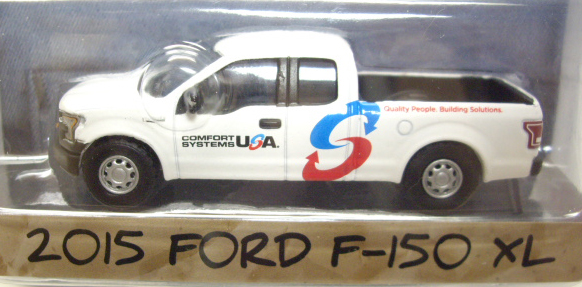 COMFORT
SYSTEMS USA®
Quality People. Building Solutions.
2015 FORD F-150 XL